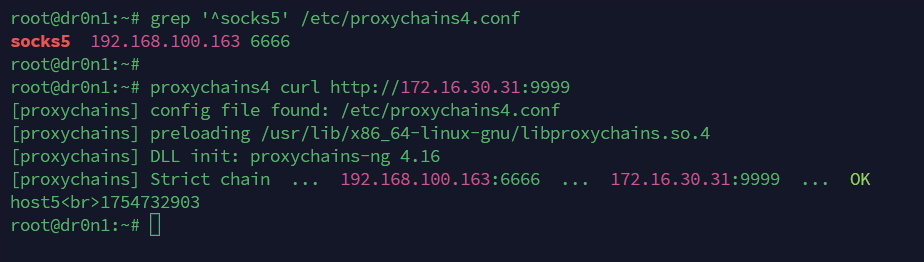 root@dr0n1:~# grep '^socks5' /etc/proxychains4.conf
socks5  192.168.100.163 6666
root@dr0n1:~#
root@dr0n1:~# proxychains4 curl http://172.16.30.31:9999
[proxychains] config file found: /etc/proxychains4.conf
[proxychains] preloading /usr/lib/x86_64-linux-gnu/libproxychains.so.4
[proxychains] DLL init: proxychains-ng 4.16
[proxychains] Strict chain  ...  192.168.100.163:6666  ...  172.16.30.31:9999  ...  OK
host5<br>1754732903
root@dr0n1:~#